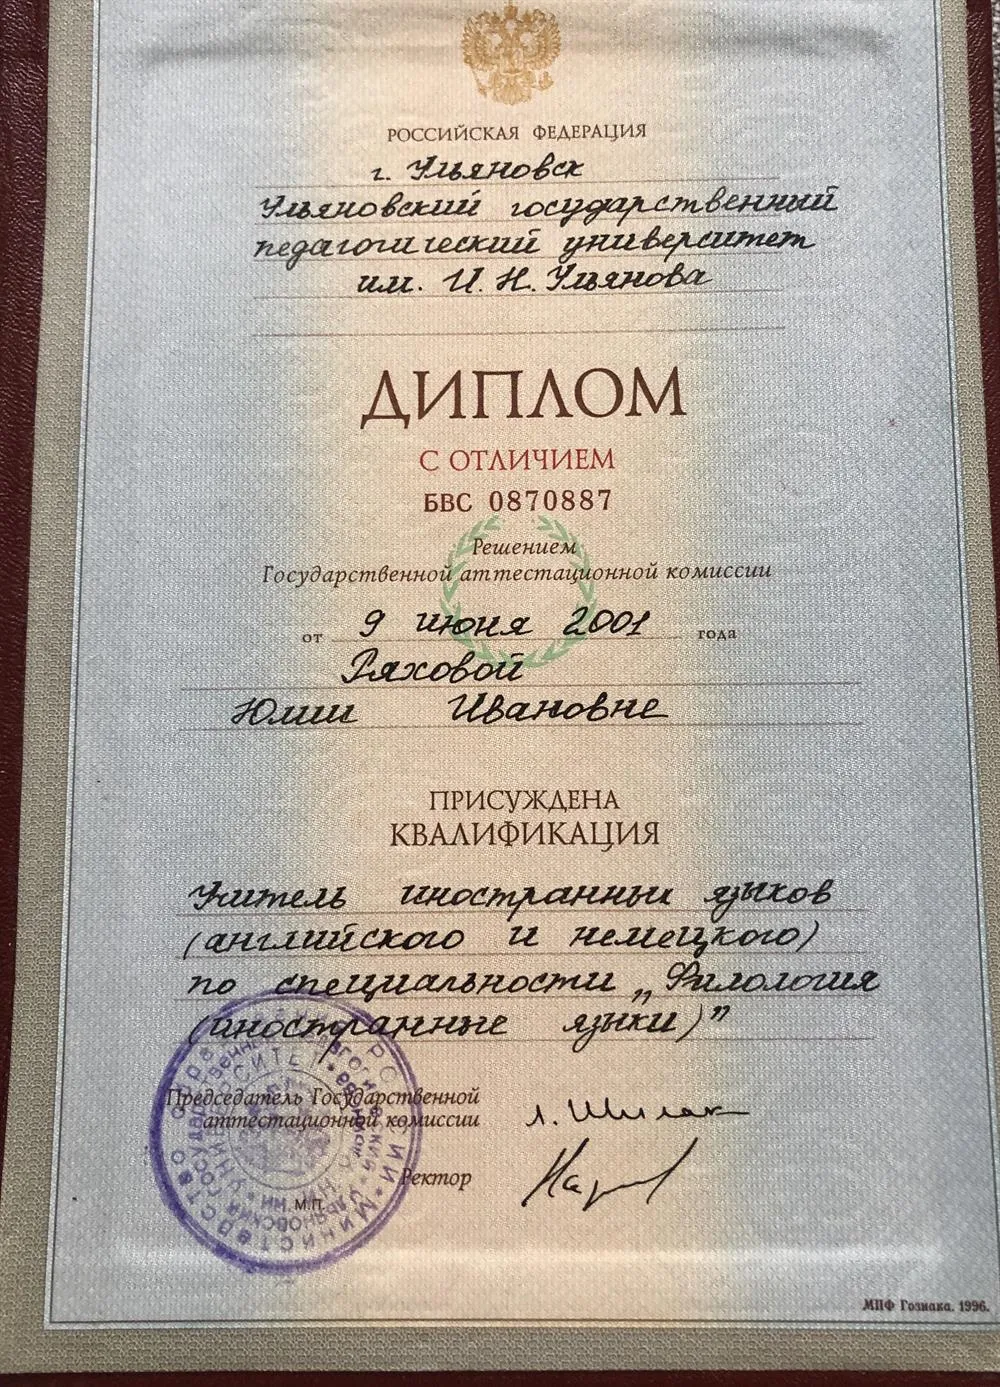 РОССИЙСКАЯ ФЕДЕРАЦИЯ
г. Ульяновск
Ульяновский государственный
педагогический университет
им. И. Н. Ульянова
ДИПЛОМ
С ОТЛИЧИЕМ
БВС 0870887
Решением
Государственной аттестационной комиссии
от 9 июня 2001 года
Ряховой
Юлии Ивановне
ПРИСУЖДЕНА
КВАЛИФИКАЦИЯ
Учитель иностранных языков
(английского и немецкого)
по специальности „Филология
(иностранные языки)"
Председатель Государственной
аттестационной комиссии
Ректор
М.П.
МПФ Гознака. 1996.